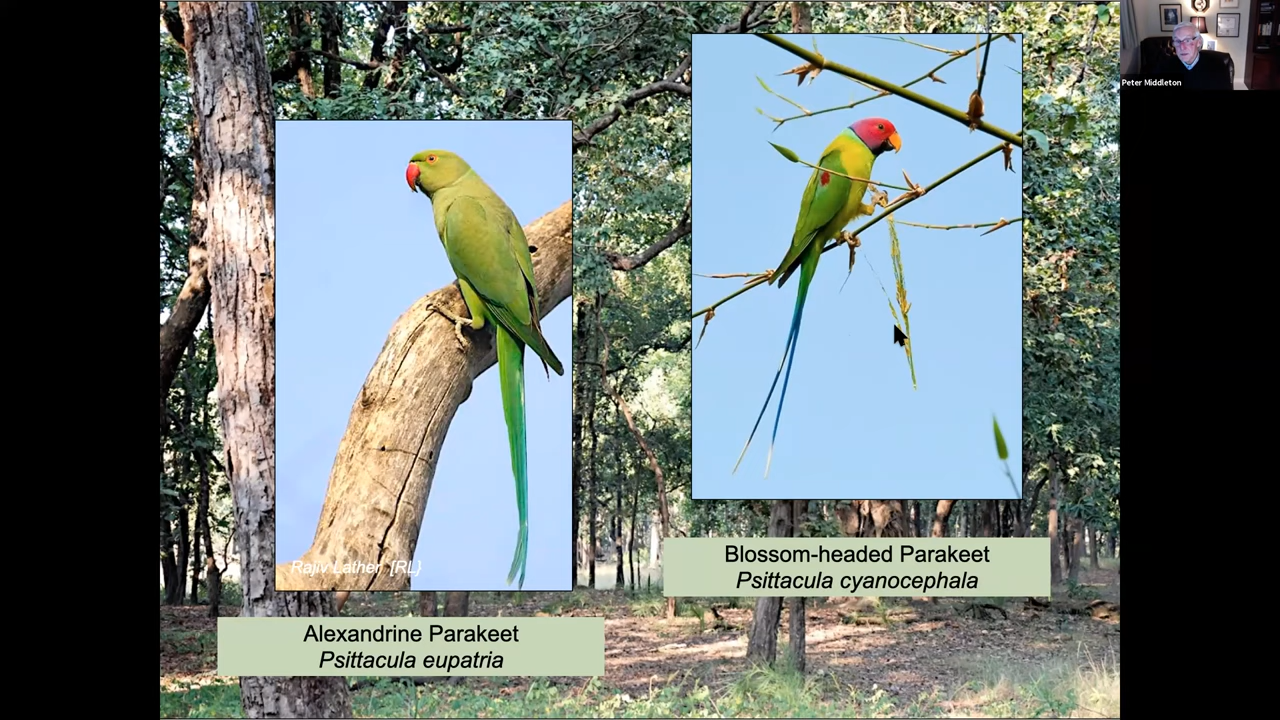 Peter Middleton
Rajiv Lather [RL}
Alexandrine Parakeet
Psittacula eupatria
Blossom-headed Parakeet
Psittacula cyanocephala